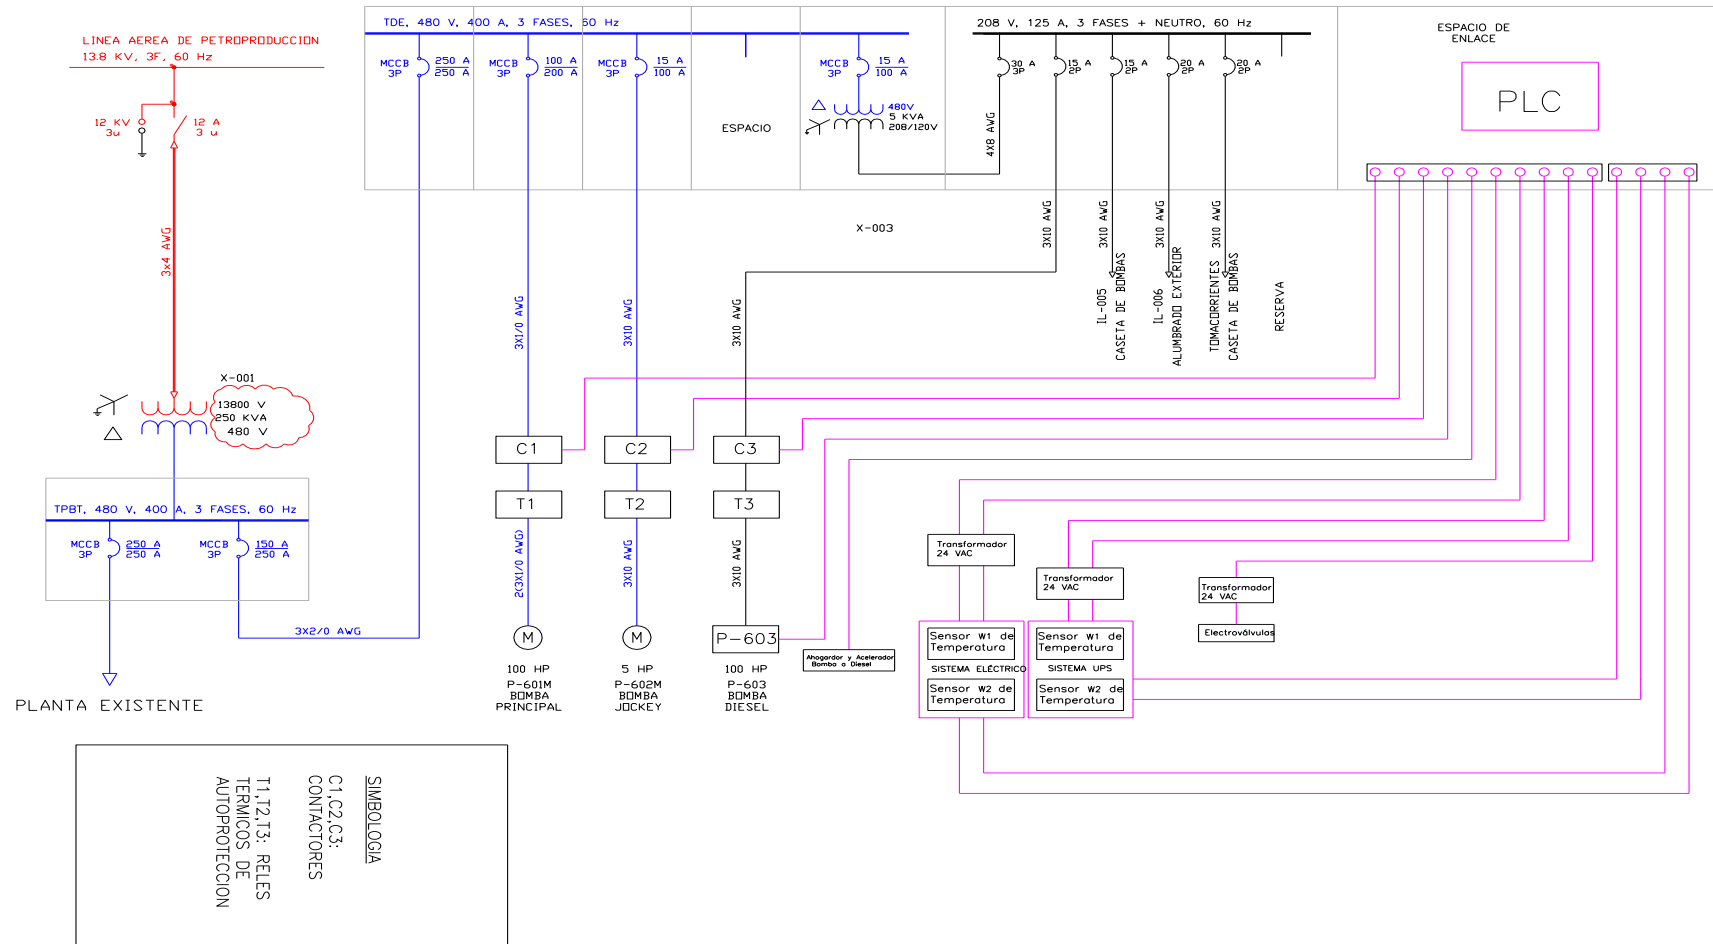 LINEA AEREA DE PETROPRODUCCION
13.8 KV, 3F, 60 Hz
12 KV
3u
12 A
3 u
3x4 AWG
X-001
13800 V
250 KVA
480 V
TPBT, 480 V, 400 A, 3 FASES, 60 Hz
MCCB
3P
250 A
250 A
MCCB
3P
150 A
250 A
3X2/0 AWG
PLANTA EXISTENTE
TDE, 480 V, 400 A, 3 FASES, 60 Hz
MCCB
3P
250 A
250 A
MCCB
3P
100 A
200 A
MCCB
3P
15 A
100 A
ESPACIO
MCCB
3P
15 A
100 A
480V
5 KVA
208/120V
4X8 AWG
208 V, 125 A, 3 FASES + NEUTRO, 60 Hz
30 A
3P
15 A
2P
15 A
2P
20 A
2P
20 A
2P
ESPACIO DE
ENLACE
PLC
X-003
3X10 AWG
3X10 AWG
3X10 AWG
3X10 AWG
IL-005
CASETA DE BOMBAS
IL-006
ALUMBRADO EXTERIOR
TOMACORRIENTES
CASETA DE BOMBAS
RESERVA
3X1/0 AWG
3X10 AWG
3X10 AWG
C1
C2
C3
T1
T2
T3
2(3X1/0 AWG)
3X10 AWG
3X10 AWG
M
M
P-603
100 HP
P-601M
BOMBA
PRINCIPAL
5 HP
P-602M
BOMBA
JOCKEY
100 HP
P-603
BOMBA
DIESEL
Ahogardor y Acelerador
Bomba a Diesel
Transformador
24 VAC
Transformador
24 VAC
Transformador
24 VAC
Electroválvulas
Sensor W1 de
Temperatura
SISTEMA ELÉCTRICO
Sensor W2 de
Temperatura
Sensor W1 de
Temperatura
SISTEMA UPS
Sensor W2 de
Temperatura
SIMBOLOGIA
C1,C2,C3:
CONTACTORES
T1,T2,T3: RELES
TERMICOS DE
AUTOPROTECCION